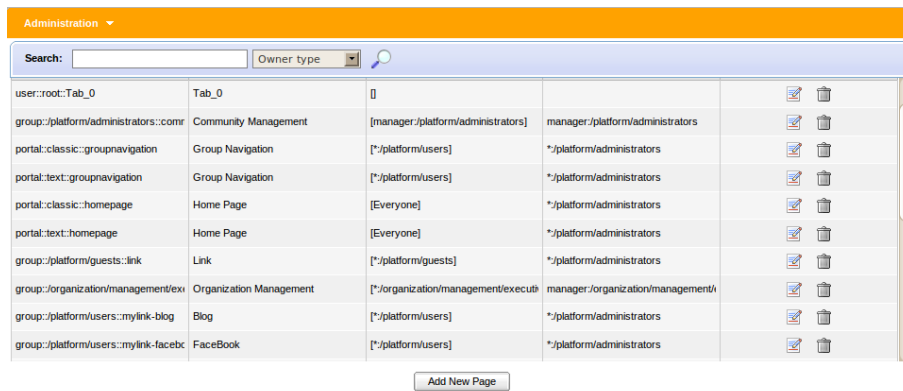 Administration
Search: Owner type
user::root::Tab_0 Tab_0 []
group::/platform/administrators::comr Community Management [manager:/platform/administrators] manager:/platform/administrators
portal::classic::groupnavigation Group Navigation [*:/platform/users] *:/platform/administrators
portal::text::groupnavigation Group Navigation [*:/platform/users] *:/platform/administrators
portal::classic::homepage Home Page [Everyone] *:/platform/administrators
portal::text::homepage Home Page [Everyone] *:/platform/administrators
group::/platform/guests::link Link [*:/platform/guests] *:/platform/administrators
group::/organization/management/exe Organization Management [*:/organization/management/executiv manager:/organization/management/e
group::/platform/users::mylink-blog Blog [*:/platform/users] *:/platform/administrators
group::/platform/users::mylink-facebo FaceBook [*:/platform/users] *:/platform/administrators
Add New Page